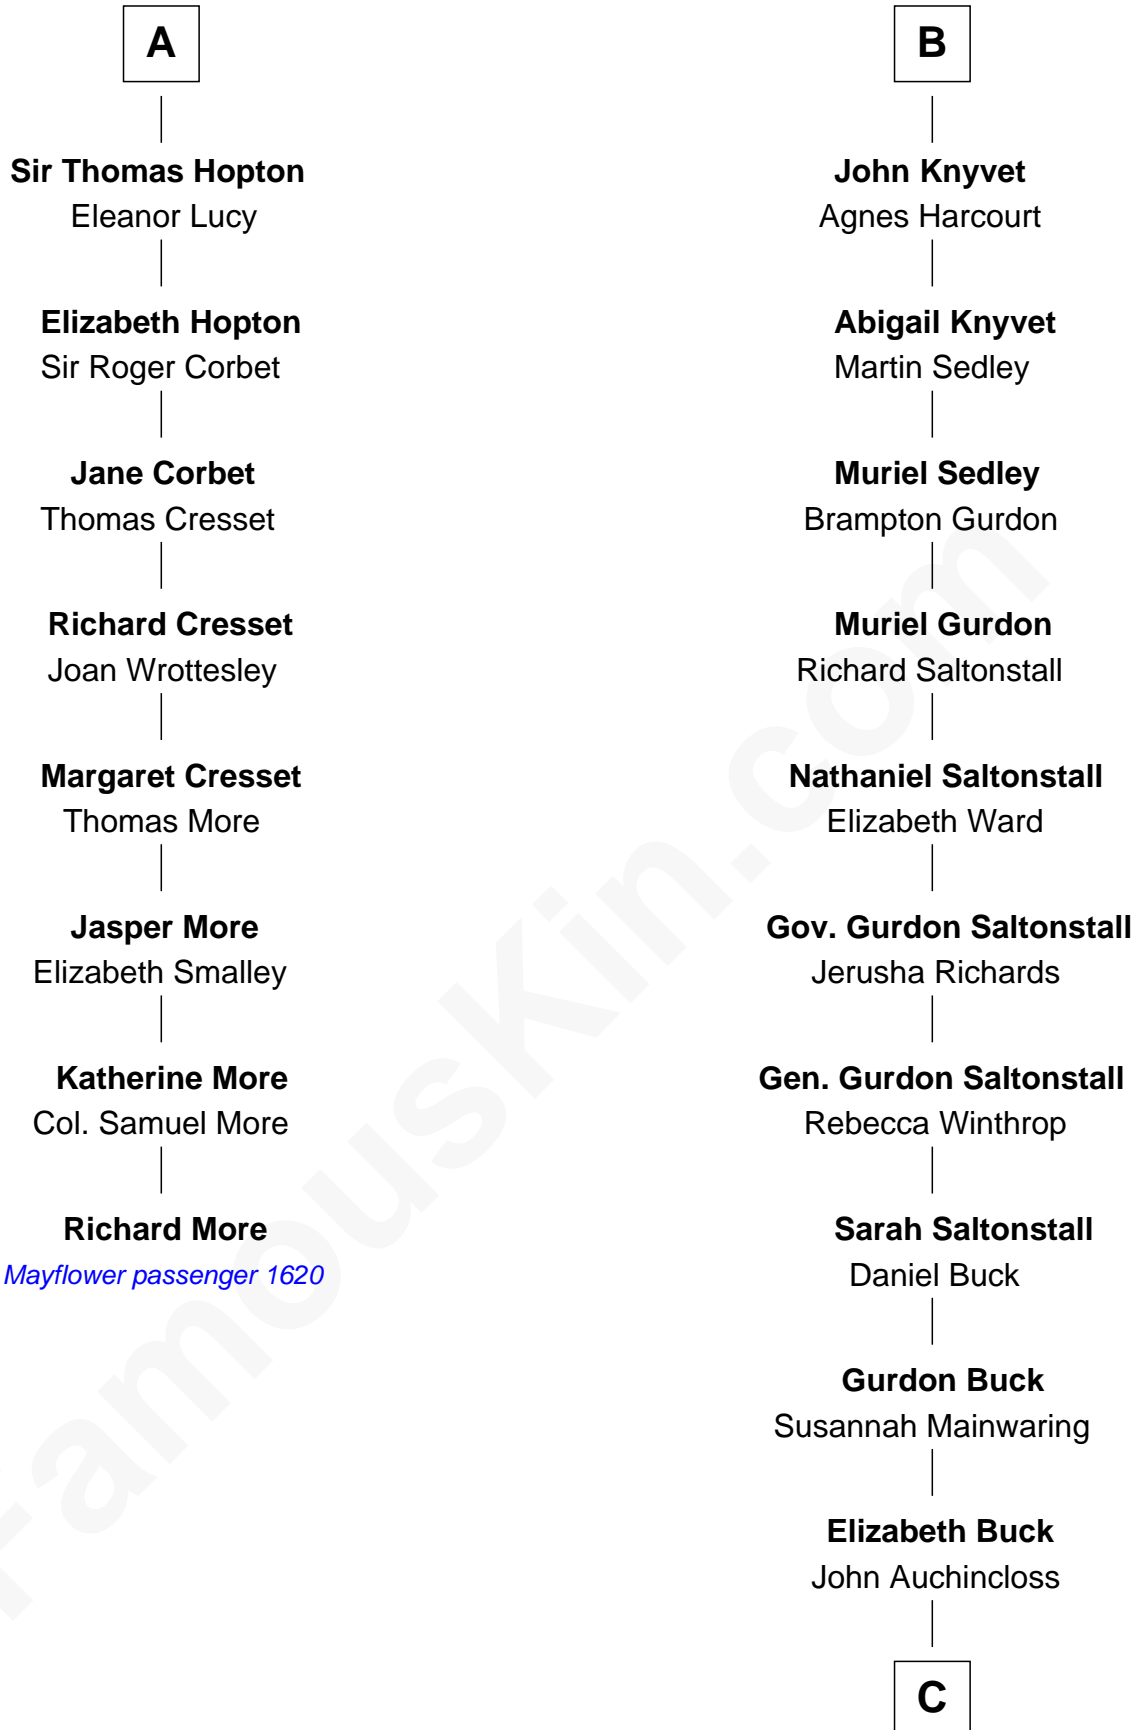 A
Sir Thomas Hopton
Eleanor Lucy
Elizabeth Hopton
Sir Roger Corbet
Jane Corbet
Thomas Cresset
Richard Cresset
Joan Wrottesley
Margaret Cresset
Thomas More
Jasper More
Elizabeth Smalley
Katherine More
Col. Samuel More
Richard More
Mayflower passenger 1620
B
John Knyvet
Agnes Harcourt
Abigail Knyvet
Martin Sedley
Muriel Sedley
Brampton Gurdon
Muriel Gurdon
Richard Saltonstall
Nathaniel Saltonstall
Elizabeth Ward
Gov. Gurdon Saltonstall
Jerusha Richards
Gen. Gurdon Saltonstall
Rebecca Winthrop
Sarah Saltonstall
Daniel Buck
Gurdon Buck
Susannah Mainwaring
Elizabeth Buck
John Auchincloss
C
FamousKin.com